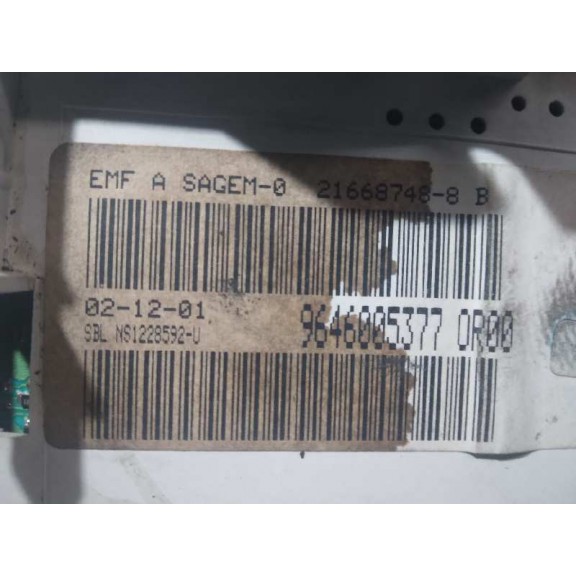 EMF A SAGEM-0 21668748-8 B
02-12-01 9646005377 0R00
SBL NS1228592-U